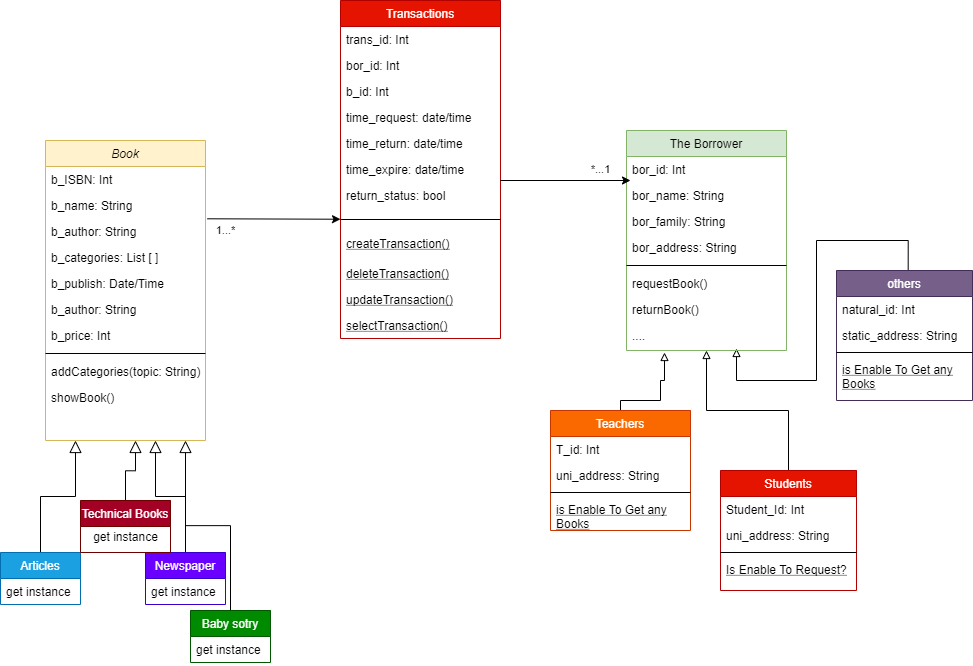 Transactions
trans_id: Int
bor_id: Int
b_id: Int
time_request: date/time
time_return: date/time
time_expire: date/time
return_status: bool
createTransaction()
deleteTransaction()
updateTransaction()
selectTransaction()
Book
b_ISBN: Int
b_name: String
b_author: String
b_categories: List [ ]
b_publish: Date/Time
b_author: String
b_price: Int
addCategories(topic: String)
showBook()
1...*
*...1
The Borrower
bor_id: Int
bor_name: String
bor_family: String
bor_address: String
requestBook()
returnBook()
....
others
natural_id: Int
static_address: String
is Enable To Get any
Books
Teachers
T_id: Int
uni_address: String
is Enable To Get any
Books
Students
Student_Id: Int
uni_address: String
Is Enable To Request?
Technical Books
get instance
Articles
get instance
Newspaper
get instance
Baby sotry
get instance